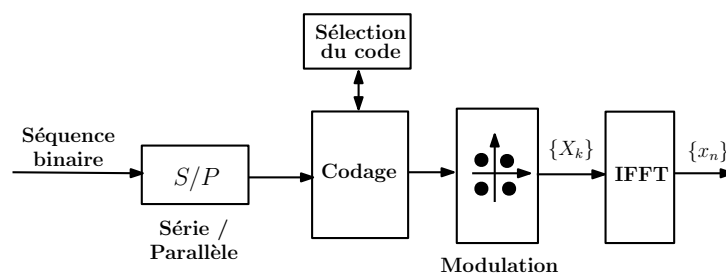 Sélection
du code
Séquence
binaire
S/P
Codage
{X_k}
IFFT
{x_n}
Série /
Parallèle
Modulation